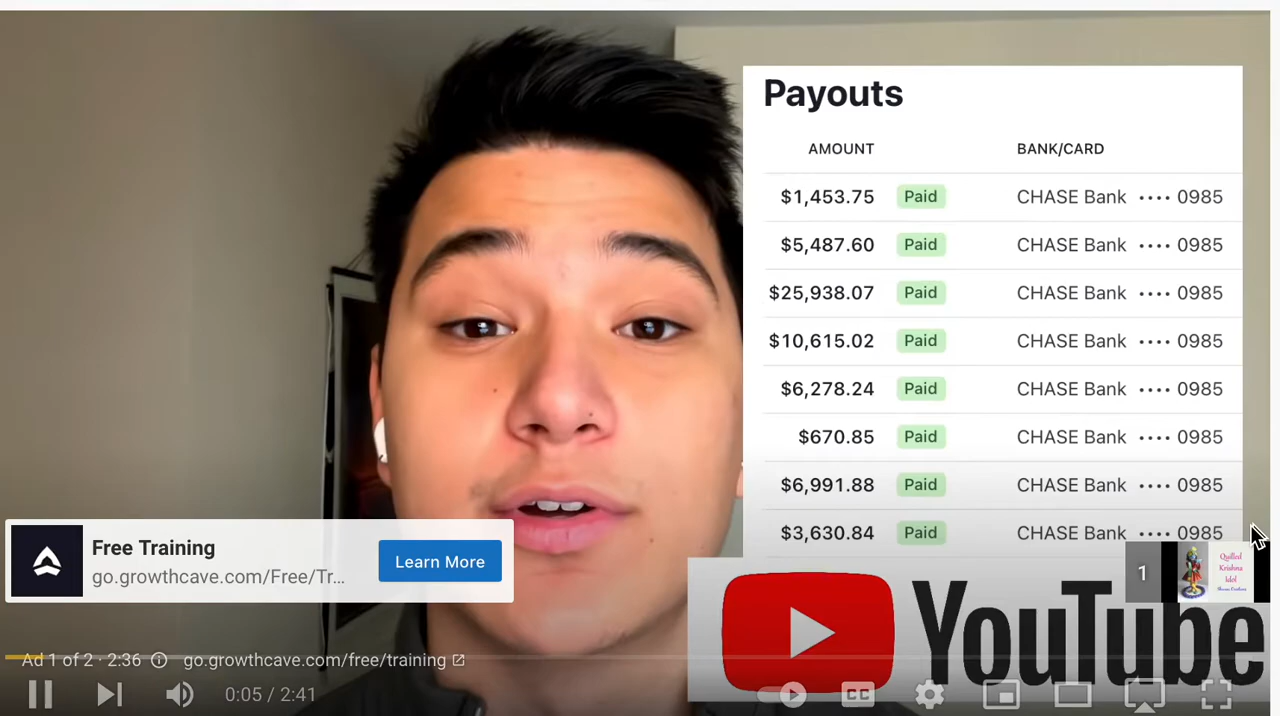 Payouts
AMOUNT BANK/CARD
$1,453.75 Paid CHASE Bank •••• 0985
$5,487.60 Paid CHASE Bank •••• 0985
$25,938.07 Paid CHASE Bank •••• 0985
$10,615.02 Paid CHASE Bank •••• 0985
$6,278.24 Paid CHASE Bank •••• 0985
$670.85 Paid CHASE Bank •••• 0985
$6,991.88 Paid CHASE Bank •••• 0985
$3,630.84 Paid CHASE Bank •••• 0985
Free Training
go.growthcave.com/Free/Tr...
Learn More
1
Quilled
Krishna
Idol
YouTube
Ad 1 of 2 · 2:36 go.growthcave.com/free/training
0:05 / 2:41
CC